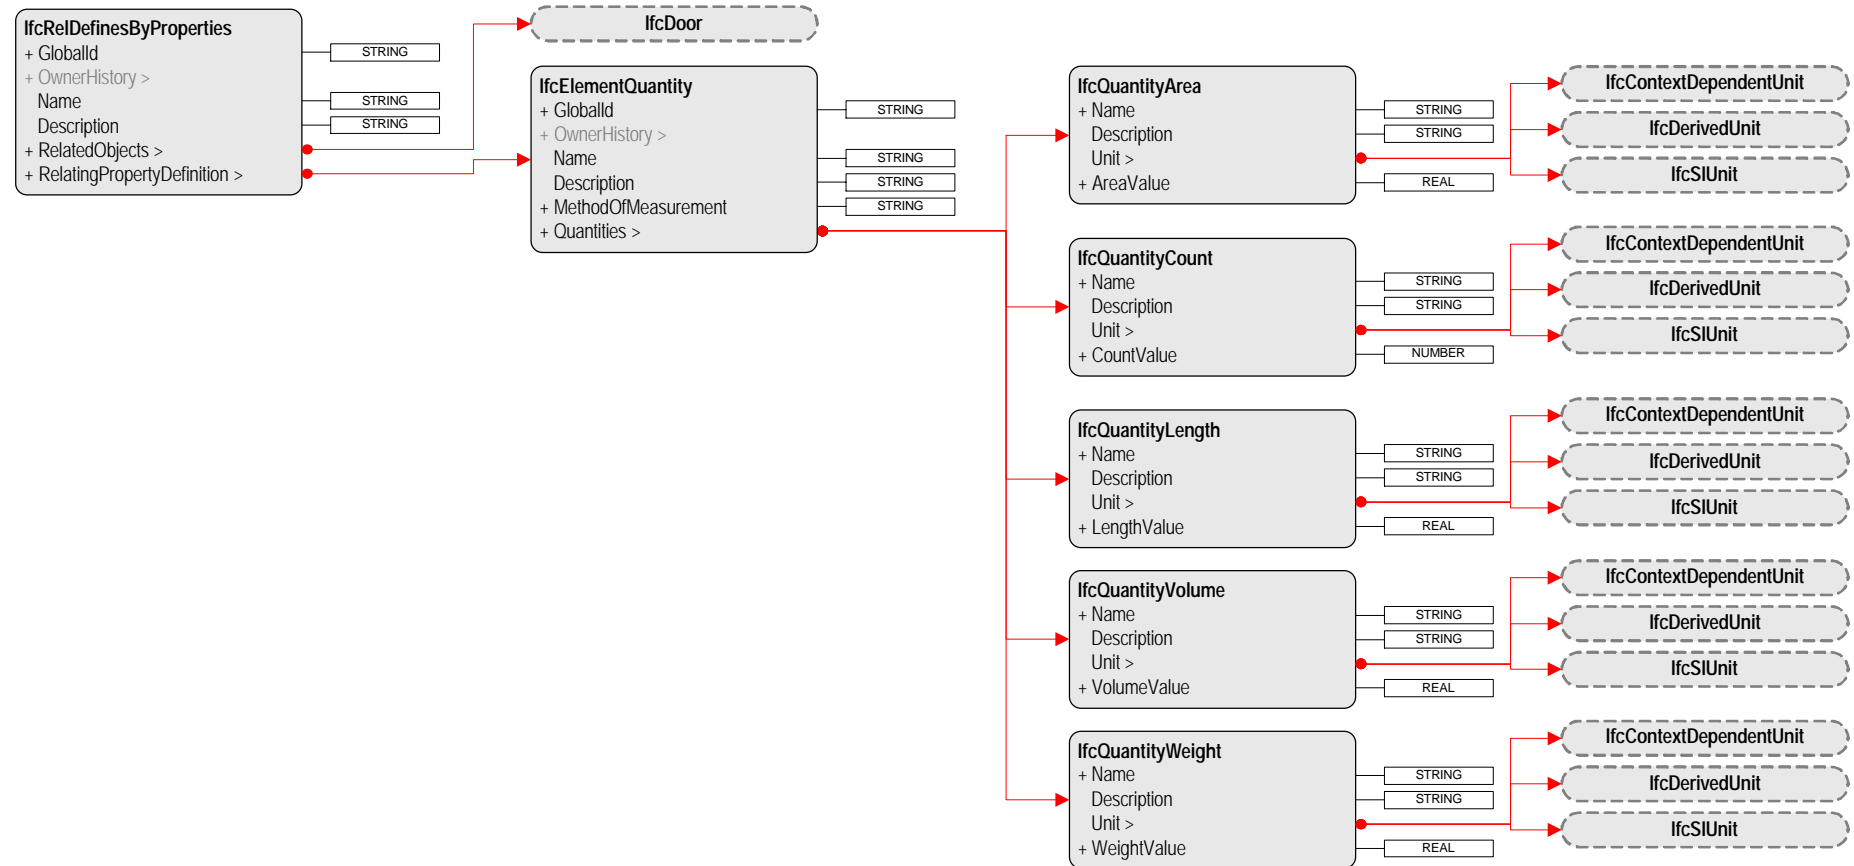 IfcRelDefinesByProperties
+ GlobalId
STRING
+ OwnerHistory >
Name
STRING
Description
STRING
+ RelatedObjects >
+ RelatingPropertyDefinition >
IfcDoor
IfcElementQuantity
+ GlobalId
STRING
+ OwnerHistory >
Name
STRING
Description
STRING
+ MethodOfMeasurement
STRING
+ Quantities >
IfcQuantityArea
+ Name
STRING
Description
STRING
Unit >
+ AreaValue
REAL
IfcContextDependentUnit
IfcDerivedUnit
IfcSIUnit
IfcQuantityCount
+ Name
STRING
Description
STRING
Unit >
+ CountValue
NUMBER
IfcContextDependentUnit
IfcDerivedUnit
IfcSIUnit
IfcQuantityLength
+ Name
STRING
Description
STRING
Unit >
+ LengthValue
REAL
IfcContextDependentUnit
IfcDerivedUnit
IfcSIUnit
IfcQuantityVolume
+ Name
STRING
Description
STRING
Unit >
+ VolumeValue
REAL
IfcContextDependentUnit
IfcDerivedUnit
IfcSIUnit
IfcQuantityWeight
+ Name
STRING
Description
STRING
Unit >
+ WeightValue
REAL
IfcContextDependentUnit
IfcDerivedUnit
IfcSIUnit